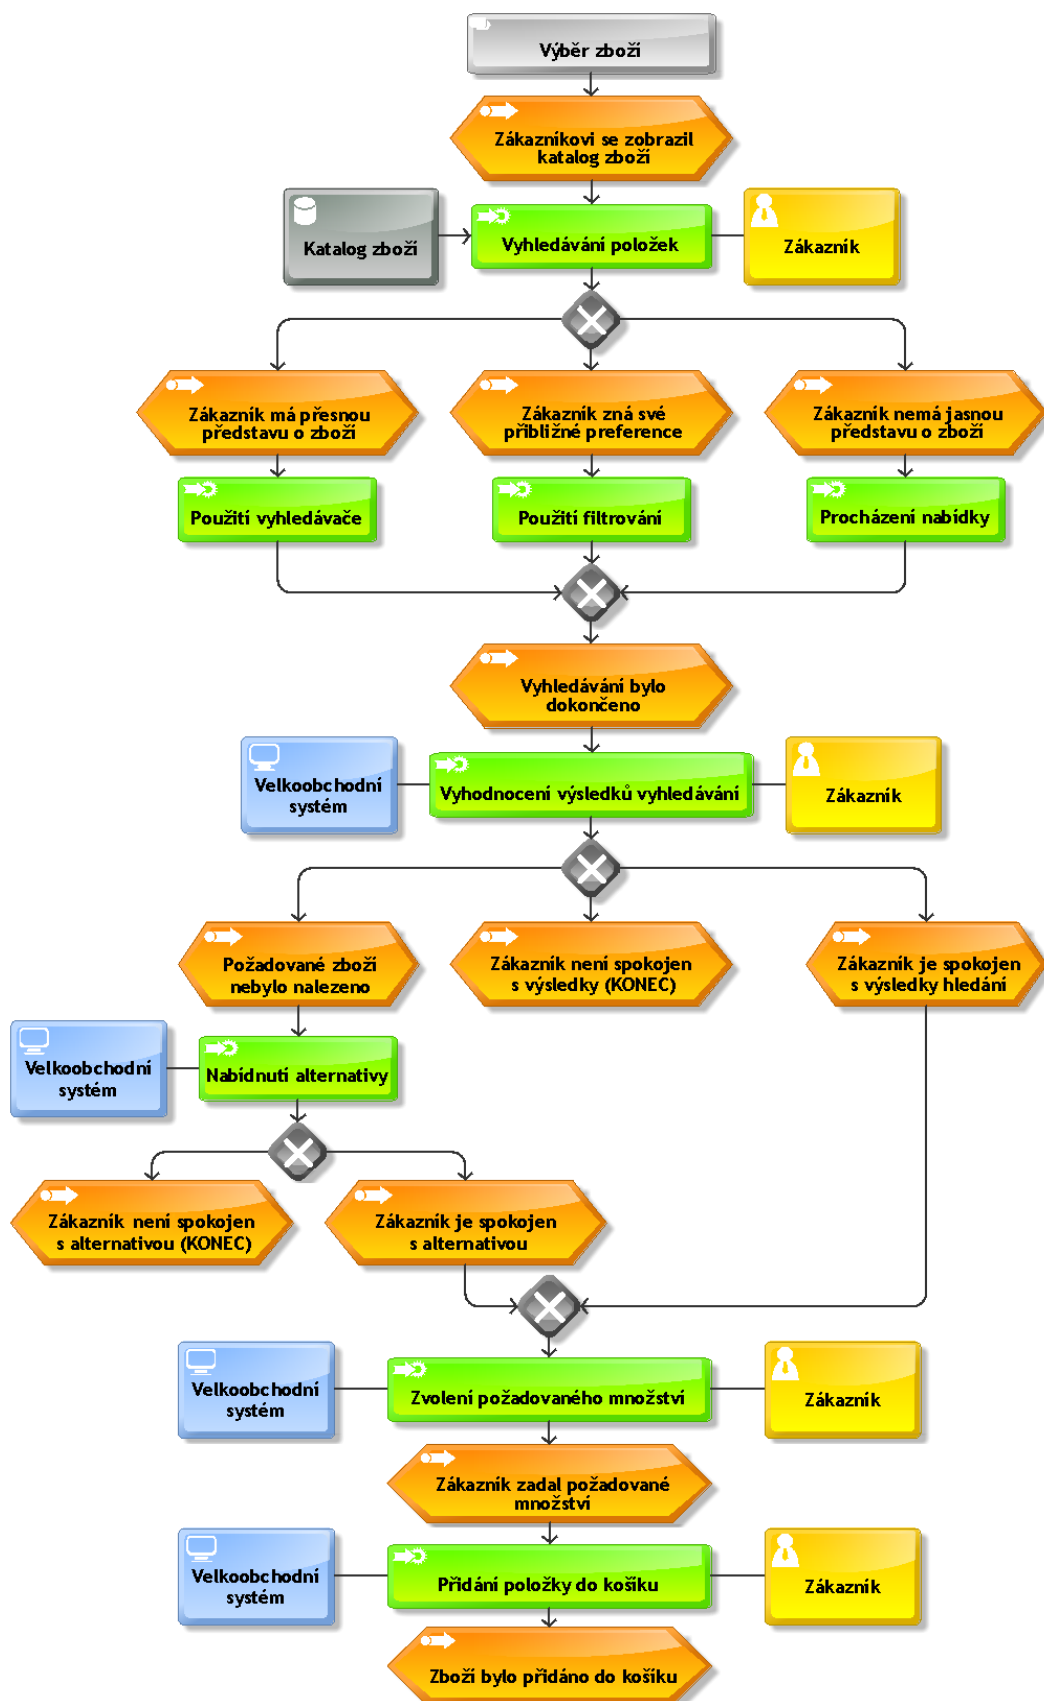 Výběr zboží
Zákazníkovi se zobrazil
katalog zboží
Katalog zboží
Vyhledávání položek
Zákazník
Zákazník má přesnou
představu o zboží
Zákazník zná své
přibližné preference
Zákazník nemá jasnou
představu o zboží
Použití vyhledávače
Použití filtrování
Procházení nabídky
Vyhledávání bylo
dokončeno
Velkoobchodní
systém
Vyhodnocení výsledků vyhledávání
Zákazník
Požadované zboží
nebylo nalezeno
Zákazník není spokojen
s výsledky (KONEC)
Zákazník je spokojen
s výsledky hledání
Velkoobchodní
systém
Nabídnutí alternativy
Zákazník není spokojen
s alternativou (KONEC)
Zákazník je spokojen
s alternativou
Velkoobchodní
systém
Zvolení požadovaného množství
Zákazník
Zákazník zadal požadované
množství
Velkoobchodní
systém
Přidání položky do košíku
Zákazník
Zboží bylo přidáno do košíku